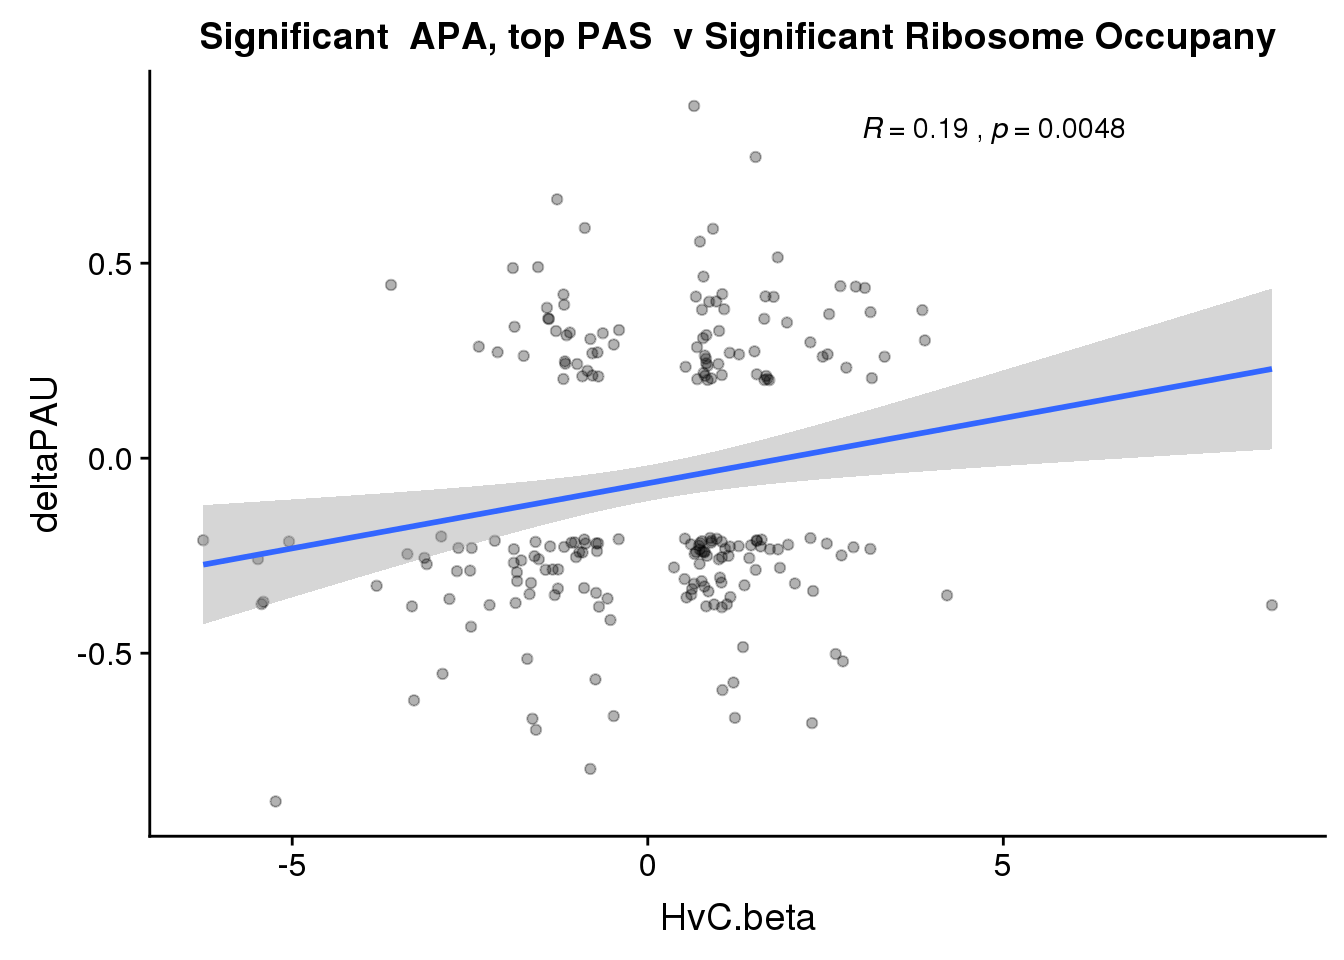 Significant  APA, top PAS  v Significant Ribosome Occupany
R = 0.19 , p = 0.0048
deltaPAU
0.5
0.0
-0.5
-5
0
5
HvC.beta